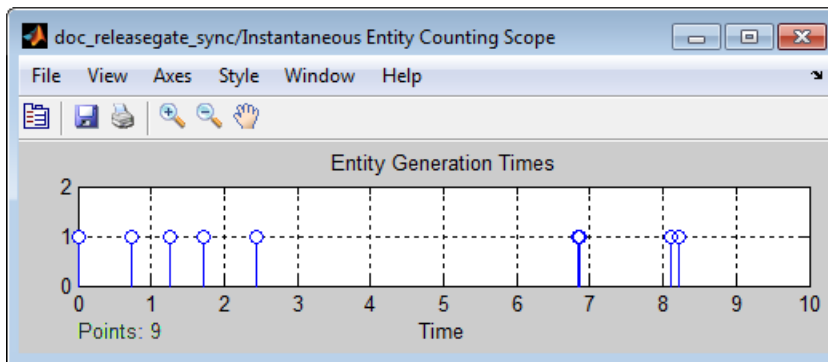 doc_releasegate_sync/Instantaneous Entity Counting Scope
File View Axes Style Window Help
Entity Generation Times
2
1
0
0 1 2 3 4 5 6 7 8 9 10
Points: 9 Time